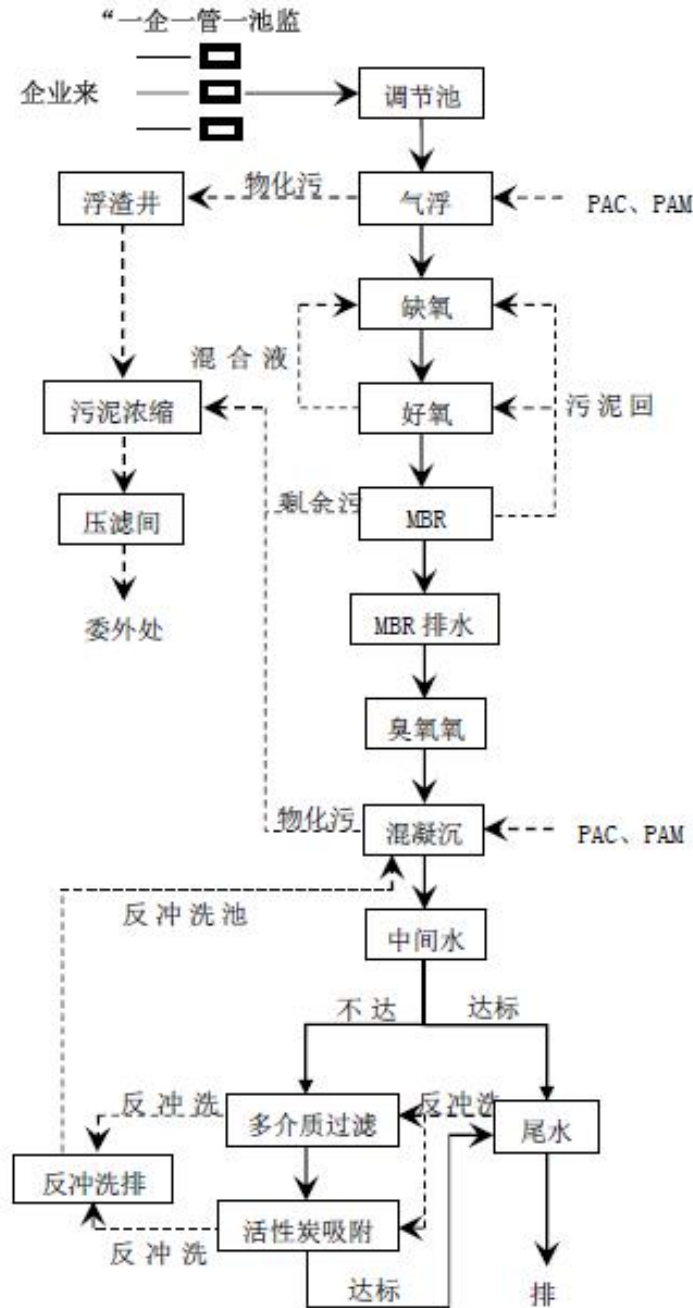 “一企一管一池监
企业来
调节池
浮渣井
物化污
气浮
PAC、PAM
缺氧
混合液
污泥浓缩
好氧
污泥回
压滤间
剩余污
MBR
委外处
MBR 排水
臭氧氧
物化污
混凝沉
PAC、PAM
反冲洗池
中间水
不达
达标
反冲洗
多介质过滤
反冲洗
尾水
反冲洗排
活性炭吸附
反冲洗
达标
排